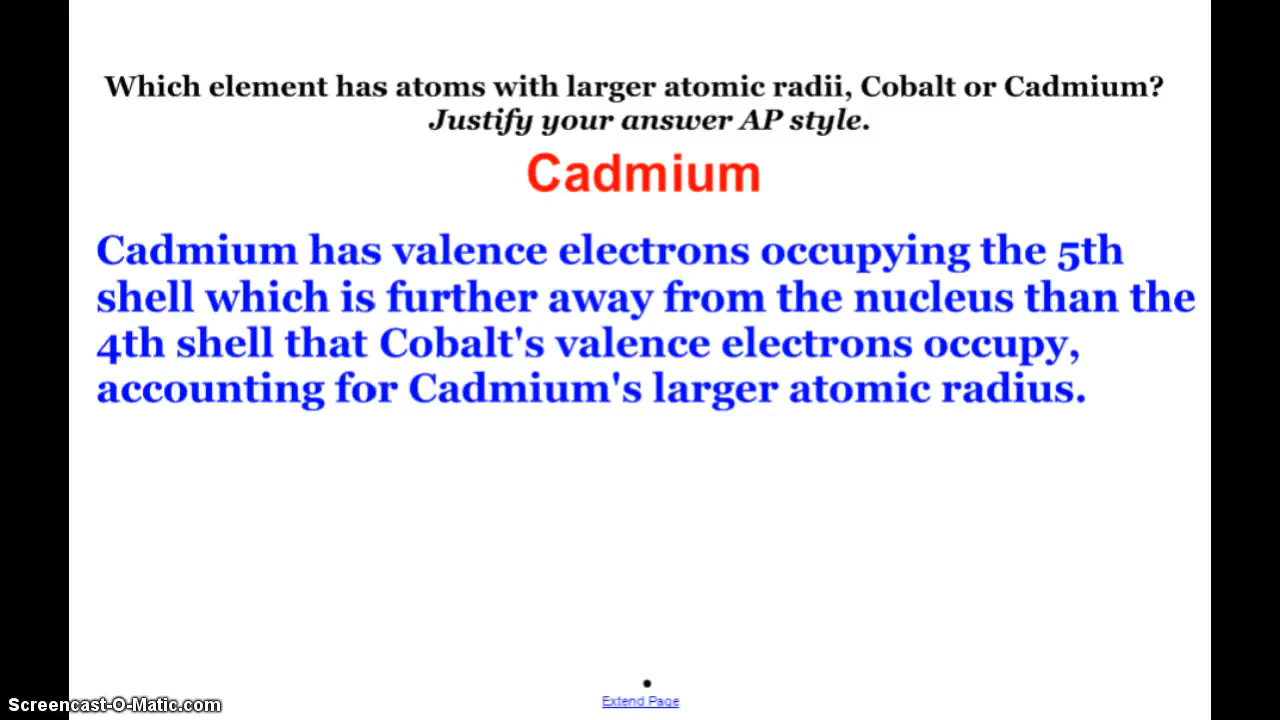 Which element has atoms with larger atomic radii, Cobalt or Cadmium?
Justify your answer AP style.
Cadmium
Cadmium has valence electrons occupying the 5th
shell which is further away from the nucleus than the
4th shell that Cobalt's valence electrons occupy,
accounting for Cadmium's larger atomic radius.
Extend Page
Screencast-O-Matic.com